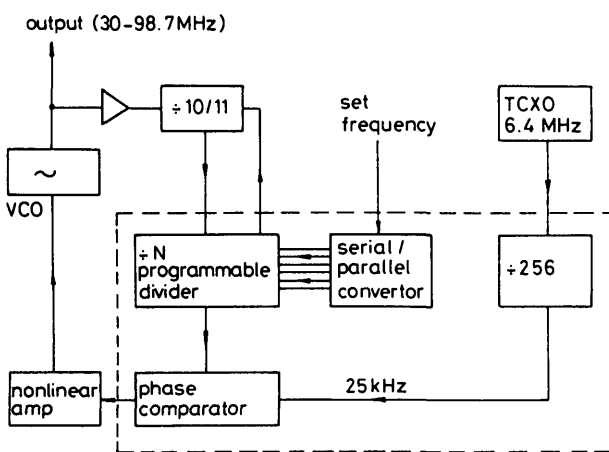 output (30-98.7MHz)
÷10/11
set
frequency
TCXO
6.4 MHz
~
VCO
÷N
programmable
divider
serial/
parallel
convertor
÷256
nonlinear
amp
phase
comparator
25kHz